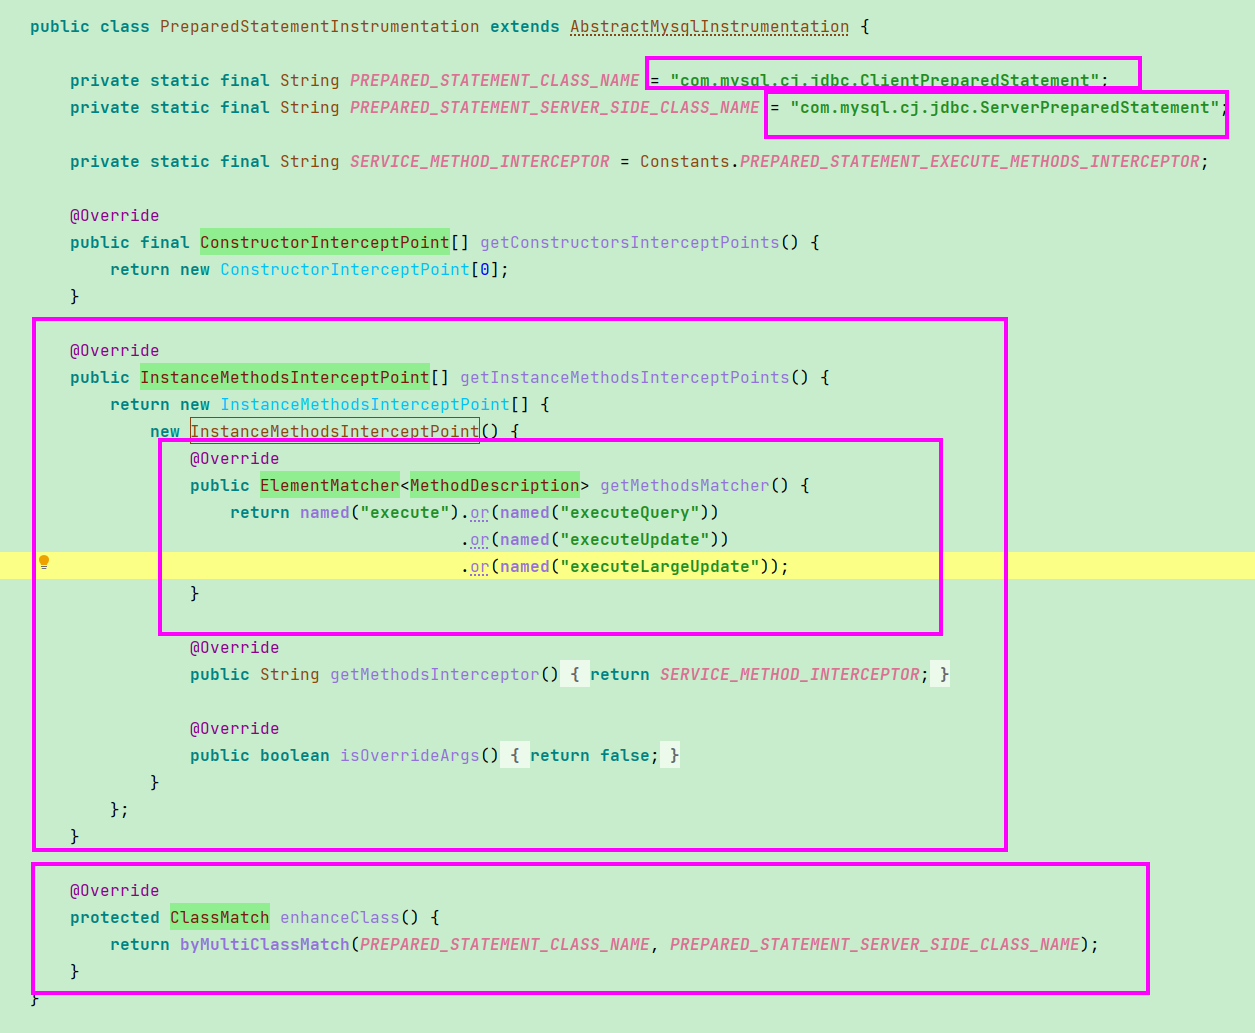 public class PreparedStatementInstrumentation extends AbstractMysqlInstrumentation {
private static final String PREPARED_STATEMENT_CLASS_NAME = "com.mysql.cj.jdbc.ClientPreparedStatement";
private static final String PREPARED_STATEMENT_SERVER_SIDE_CLASS_NAME = "com.mysql.cj.jdbc.ServerPreparedStatement";
private static final String SERVICE_METHOD_INTERCEPTOR = Constants.PREPARED_STATEMENT_EXECUTE_METHODS_INTERCEPTOR;
@Override
public final ConstructorInterceptPoint[] getConstructorsInterceptPoints() {
return new ConstructorInterceptPoint[0];
}
@Override
public InstanceMethodsInterceptPoint[] getInstanceMethodsInterceptPoints() {
return new InstanceMethodsInterceptPoint[] {
new InstanceMethodsInterceptPoint() {
@Override
public ElementMatcher<MethodDescription> getMethodsMatcher() {
return named("execute").or(named("executeQuery"))
.or(named("executeUpdate"))
.or(named("executeLargeUpdate"));
}
@Override
public String getMethodsInterceptor() { return SERVICE_METHOD_INTERCEPTOR; }
@Override
public boolean isOverrideArgs() { return false; }
}
};
}
@Override
protected ClassMatch enhanceClass() {
return byMultiClassMatch(PREPARED_STATEMENT_CLASS_NAME, PREPARED_STATEMENT_SERVER_SIDE_CLASS_NAME);
}
}